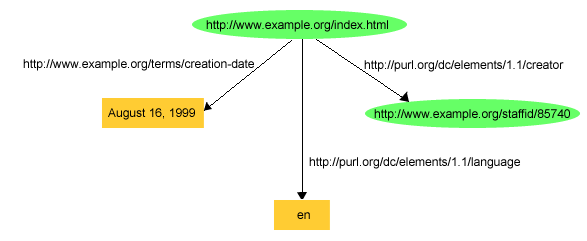 http://www.example.org/index.html
http://www.example.org/terms/creation-date
http://purl.org/dc/elements/1.1/creator
August 16, 1999
http://www.example.org/staffid/85740
http://purl.org/dc/elements/1.1/language
en